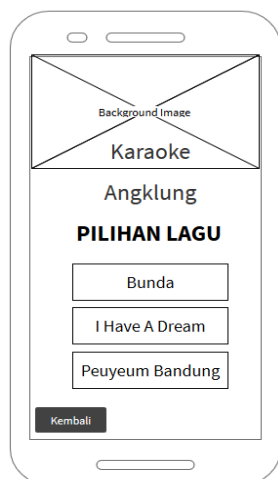 Background Image
Karaoke
Angklung
PILIHAN LAGU
Bunda
I Have A Dream
Peuyeum Bandung
Kembali